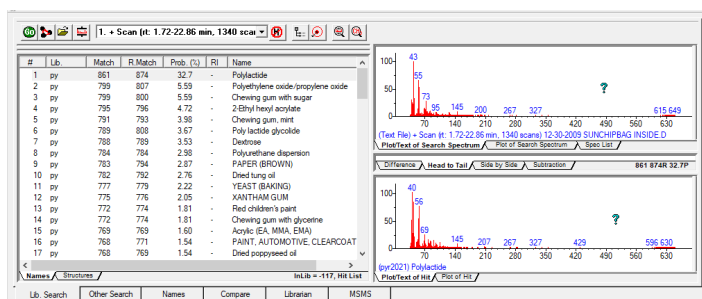 Go 1. + Scan (rt: 1.72-22.86 min, 1340 scar
# Lib. Match R.Match Prob. (%) RI Name
1 py 861 874 32.7 - Polylactide
2 py 799 807 5.59 - Polyethylene oxide/propylene oxide
3 py 799 800 5.59 - Chewing gum with sugar
4 py 795 796 4.72 - 2-Ethyl hexyl acrylate
5 py 791 793 3.98 - Chewing gum, mint
6 py 789 808 3.67 - Poly lactide glycolide
7 py 788 789 3.53 - Dextrose
8 py 784 784 2.98 - Polyurethane dispersion
9 py 783 794 2.87 - PAPER (BROWN)
10 py 782 792 2.76 - Dried tung oil
11 py 777 779 2.22 - YEAST (BAKING)
12 py 775 776 2.05 - XANTHAM GUM
13 py 772 774 1.81 - Red children's paint
14 py 772 774 1.81 - Chewing gum with glycerine
15 py 769 769 1.60 - Acrylic (EA, MMA, EMA)
16 py 768 771 1.54 - PAINT, AUTOMOTIVE, CLEARCOAT
17 py 768 769 1.54 - Dried poppyseed oil
Names Structures InLib = -117, Hit List
Lib. Search Other Search Names Compare Librarian MSMS
100
43
55
50
73
95 145 200 267 327 615 649
0
70 140 210 280 350 420 490 560 630
(Text File) + Scan (rt: 1.72-22.86 min, 1340 scans) 12-30-2009 SUNCHIPBAG INSIDE.D
Plot/Text of Search Spectrum Plot of Search Spectrum Spec List
Difference Head to Tail Side by Side Subtraction 861 874R 32.7P
100
40
56
50
69
145 207 267 327 429 596 630
0
70 140 210 280 350 420 490 560 630
(pyr2021) Polylactide
Plot/Text of Hit Plot of Hit